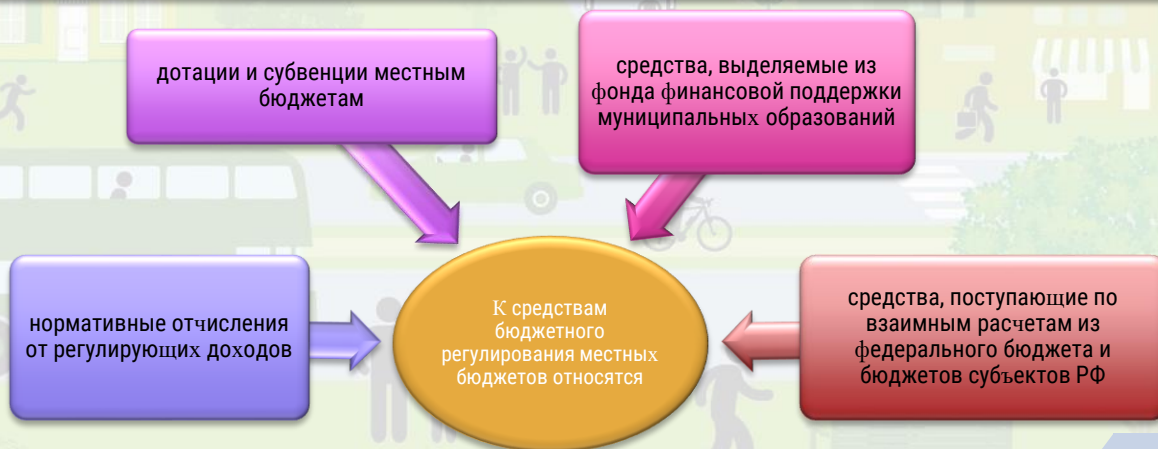 дотации и субвенции местным
бюджетам
средства, выделяемые из
фонда финансовой поддержки
муниципальных образований
нормативные отчисления
от регулирующих доходов
К средствам
бюджетного
регулирования местных
бюджетов относятся
средства, поступающие по
взаимным расчетам из
федерального бюджета и
бюджетов субъектов РФ